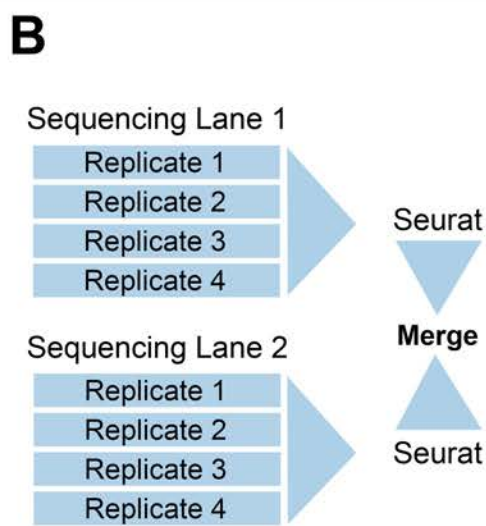 B
Sequencing Lane 1
Replicate 1
Replicate 2
Replicate 3
Replicate 4
Seurat
Merge
Sequencing Lane 2
Replicate 1
Replicate 2
Replicate 3
Replicate 4
Seurat